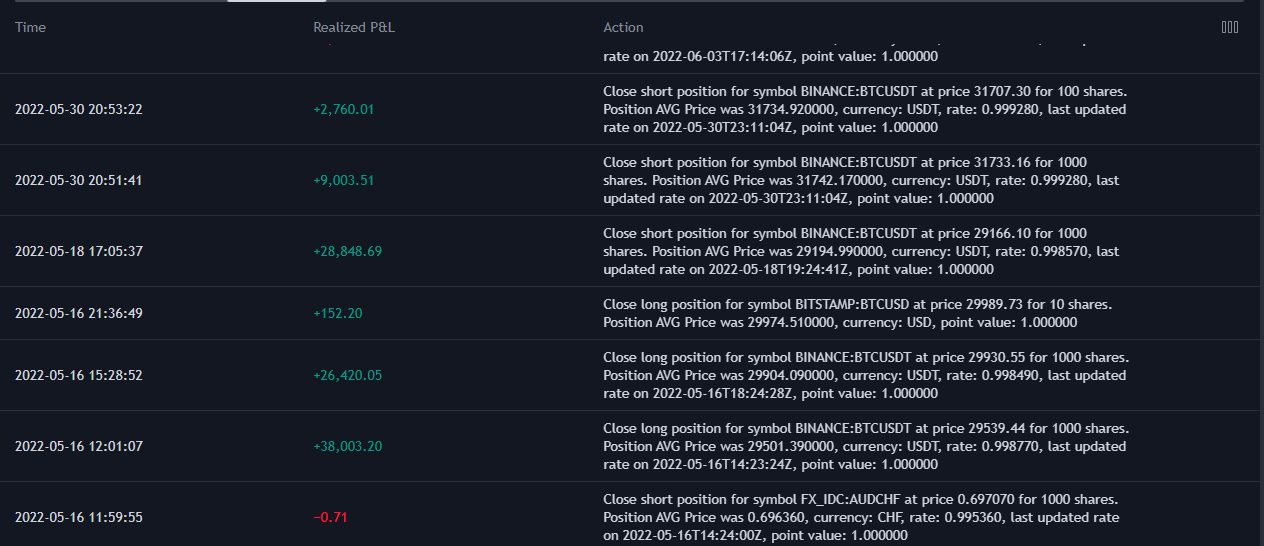 Time Realized P&L Action
rate on 2022-06-03T17:14:06Z, point value: 1.000000
Close short position for symbol BINANCE:BTCUSDT at price 31707.30 for 100 shares.
2022-05-30 20:53:22 +2,760.01 Position AVG Price was 31734.920000, currency: USDT, rate: 0.999280, last updated
rate on 2022-05-30T23:11:04Z, point value: 1.000000
Close short position for symbol BINANCE:BTCUSDT at price 31733.16 for 1000
2022-05-30 20:51:41 +9,003.51 shares. Position AVG Price was 31742.170000, currency: USDT, rate: 0.999280, last
updated rate on 2022-05-30T23:11:04Z, point value: 1.000000
Close short position for symbol BINANCE:BTCUSDT at price 29166.10 for 1000
2022-05-18 17:05:37 +28,848.69 shares. Position AVG Price was 29194.990000, currency: USDT, rate: 0.998570, last
updated rate on 2022-05-18T19:24:41Z, point value: 1.000000
Close long position for symbol BITSTAMP:BTCUSD at price 29989.73 for 10 shares.
2022-05-16 21:36:49 +152.20 Position AVG Price was 29974.510000, currency: USD, point value: 1.000000
Close long position for symbol BINANCE:BTCUSDT at price 29930.55 for 1000 shares.
2022-05-16 15:28:52 +26,420.05 Position AVG Price was 29904.090000, currency: USDT, rate: 0.998490, last updated
rate on 2022-05-16T18:24:28Z, point value: 1.000000
Close long position for symbol BINANCE:BTCUSDT at price 29539.44 for 1000 shares.
2022-05-16 12:01:07 +38,003.20 Position AVG Price was 29501.390000, currency: USDT, rate: 0.998770, last updated
rate on 2022-05-16T14:23:24Z, point value: 1.000000
Close short position for symbol FX_IDC:AUDCHF at price 0.697070 for 1000 shares.
2022-05-16 11:59:55 −0.71 Position AVG Price was 0.696360, currency: CHF, rate: 0.995360, last updated rate
on 2022-05-16T14:24:00Z, point value: 1.000000